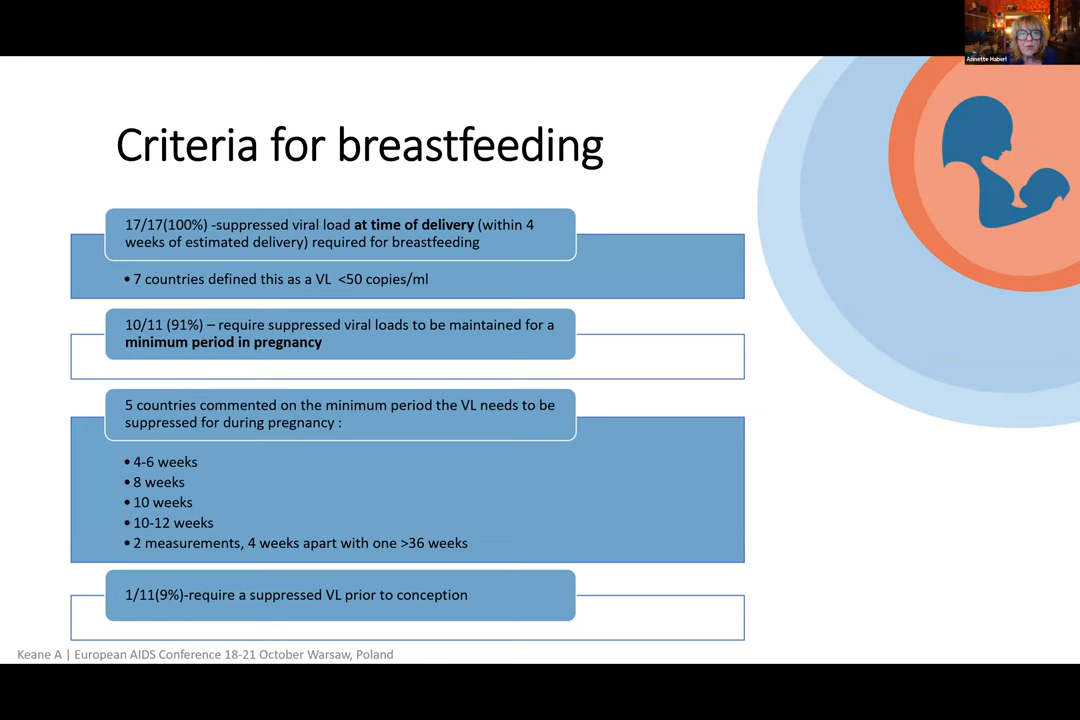 Annette Haberl
Criteria for breastfeeding
17/17(100%) -suppressed viral load at time of delivery (within 4
weeks of estimated delivery) required for breastfeeding
• 7 countries defined this as a VL <50 copies/ml
10/11 (91%) – require suppressed viral loads to be maintained for a
minimum period in pregnancy
5 countries commented on the minimum period the VL needs to be
suppressed for during pregnancy :
• 4-6 weeks
• 8 weeks
• 10 weeks
• 10-12 weeks
• 2 measurements, 4 weeks apart with one >36 weeks
1/11(9%)-require a suppressed VL prior to conception
Keane A | European AIDS Conference 18-21 October Warsaw, Poland